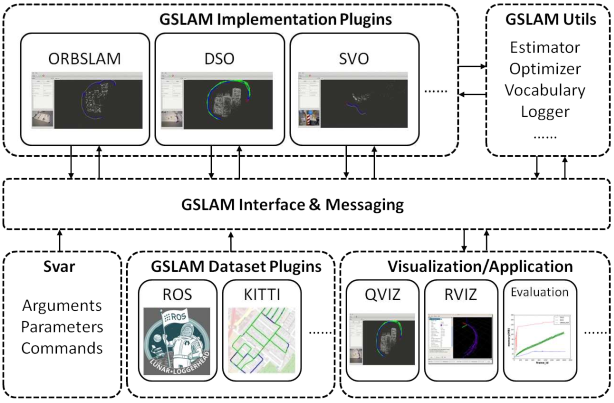 GSLAM Implementation Plugins
ORBSLAM
DSO
SVO
......
GSLAM Utils
Estimator
Optimizer
Vocabulary
Logger
......
GSLAM Interface & Messaging
Svar
Arguments
Parameters
Commands
GSLAM Dataset Plugins
ROS
KITTI
ROS
LUNAR•LOGGERHEAD
......
Visualization/Application
QVIZ
RVIZ
Evaluation
......